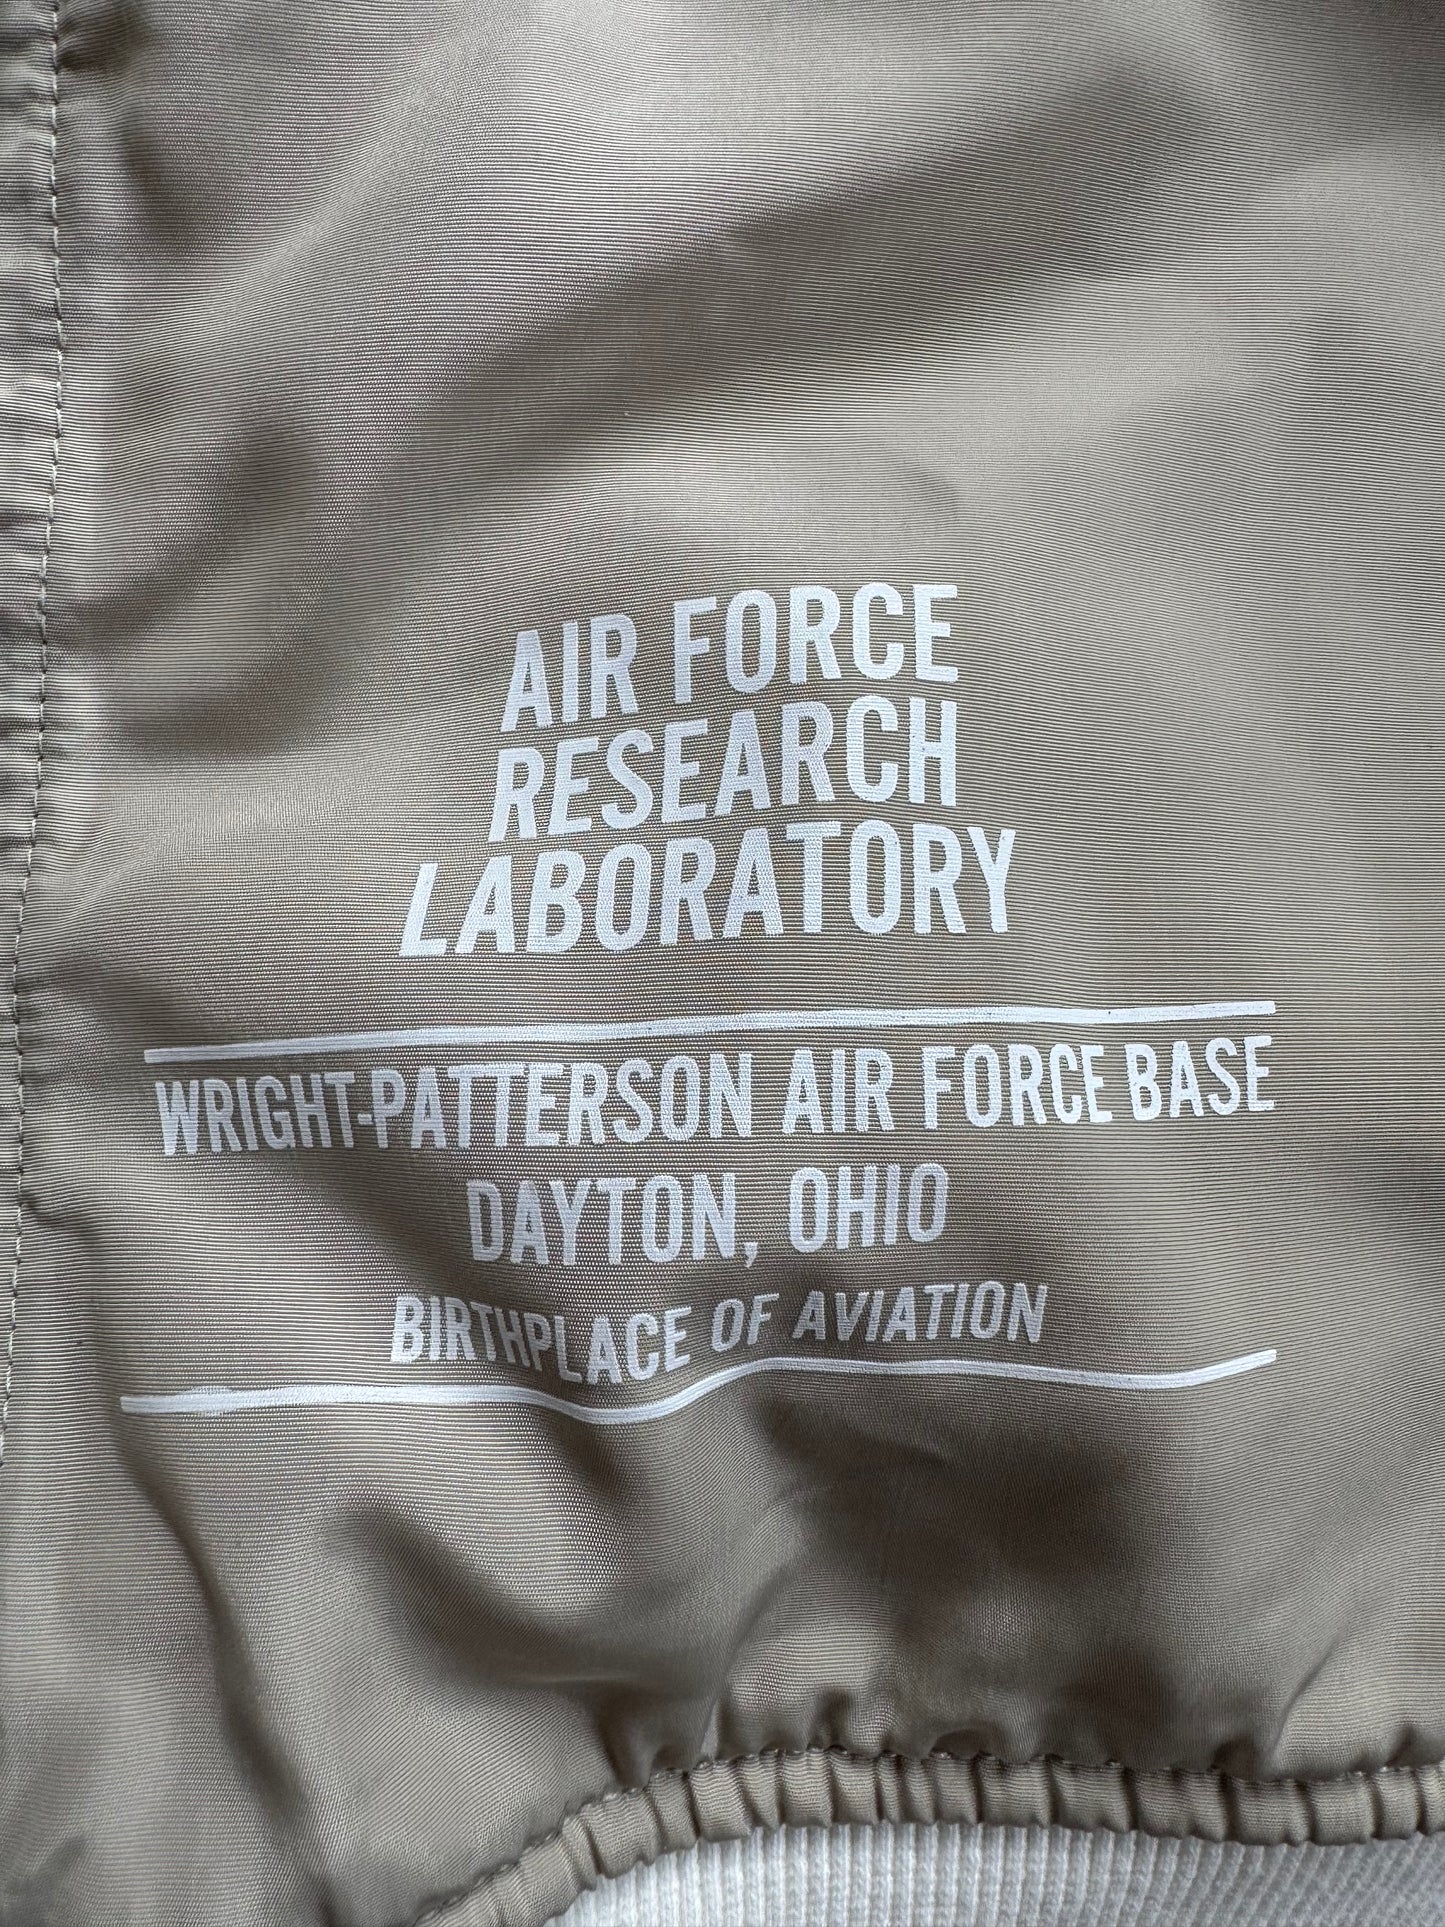 AIR FORCE
RESEARCH
LABORATORY
WRIGHT-PATTERSON AIR FORCE BASE
DAYTON, OHIO
BIRTHPLACE OF AVIATION